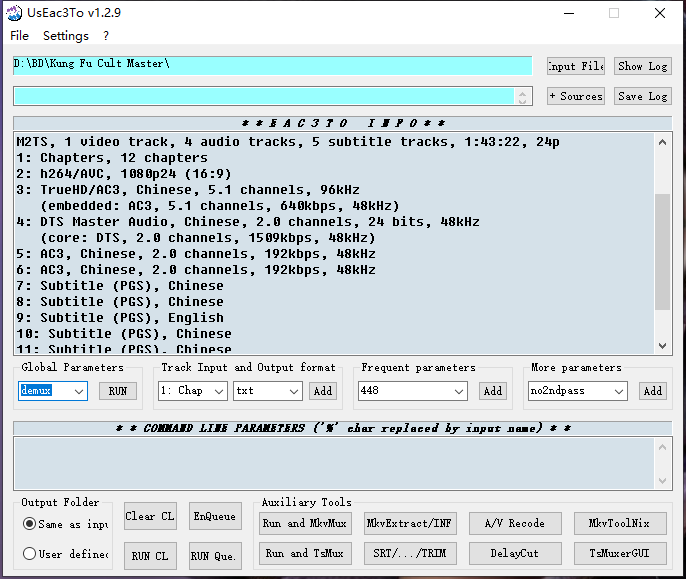 UsEac3To v1.2.9
File Settings ?
D:\BD\Kung Fu Cult Master\
Input File Show Log
+ Sources Save Log
* * E A C 3 T O I N F O * *
M2TS, 1 video track, 4 audio tracks, 5 subtitle tracks, 1:43:22, 24p
1: Chapters, 12 chapters
2: h264/AVC, 1080p24 (16:9)
3: TrueHD/AC3, Chinese, 5.1 channels, 96kHz
(embedded: AC3, 5.1 channels, 640kbps, 48kHz)
4: DTS Master Audio, Chinese, 2.0 channels, 24 bits, 48kHz
(core: DTS, 2.0 channels, 1509kbps, 48kHz)
5: AC3, Chinese, 2.0 channels, 192kbps, 48kHz
6: AC3, Chinese, 2.0 channels, 192kbps, 48kHz
7: Subtitle (PGS), Chinese
8: Subtitle (PGS), Chinese
9: Subtitle (PGS), English
10: Subtitle (PGS), Chinese
11: Subtitle (PGS), Chinese
Global Parameters Track Input and Output format Frequent parameters More parameters
demux RUN 1: Chap txt Add 448 Add no2ndpass Add
* * COMMAND LINE PARAMETERS ('%' char replaced by input name) * *
Output Folder
Same as inpu
User defined
Clear CL EnQueue
RUN CL RUN Que.
Auxiliary Tools
Run and MkvMux MkvExtract/INF A/V Recode MkvToolNix
Run and TsMux SRT/.../TRIM DelayCut TsMuxerGUI